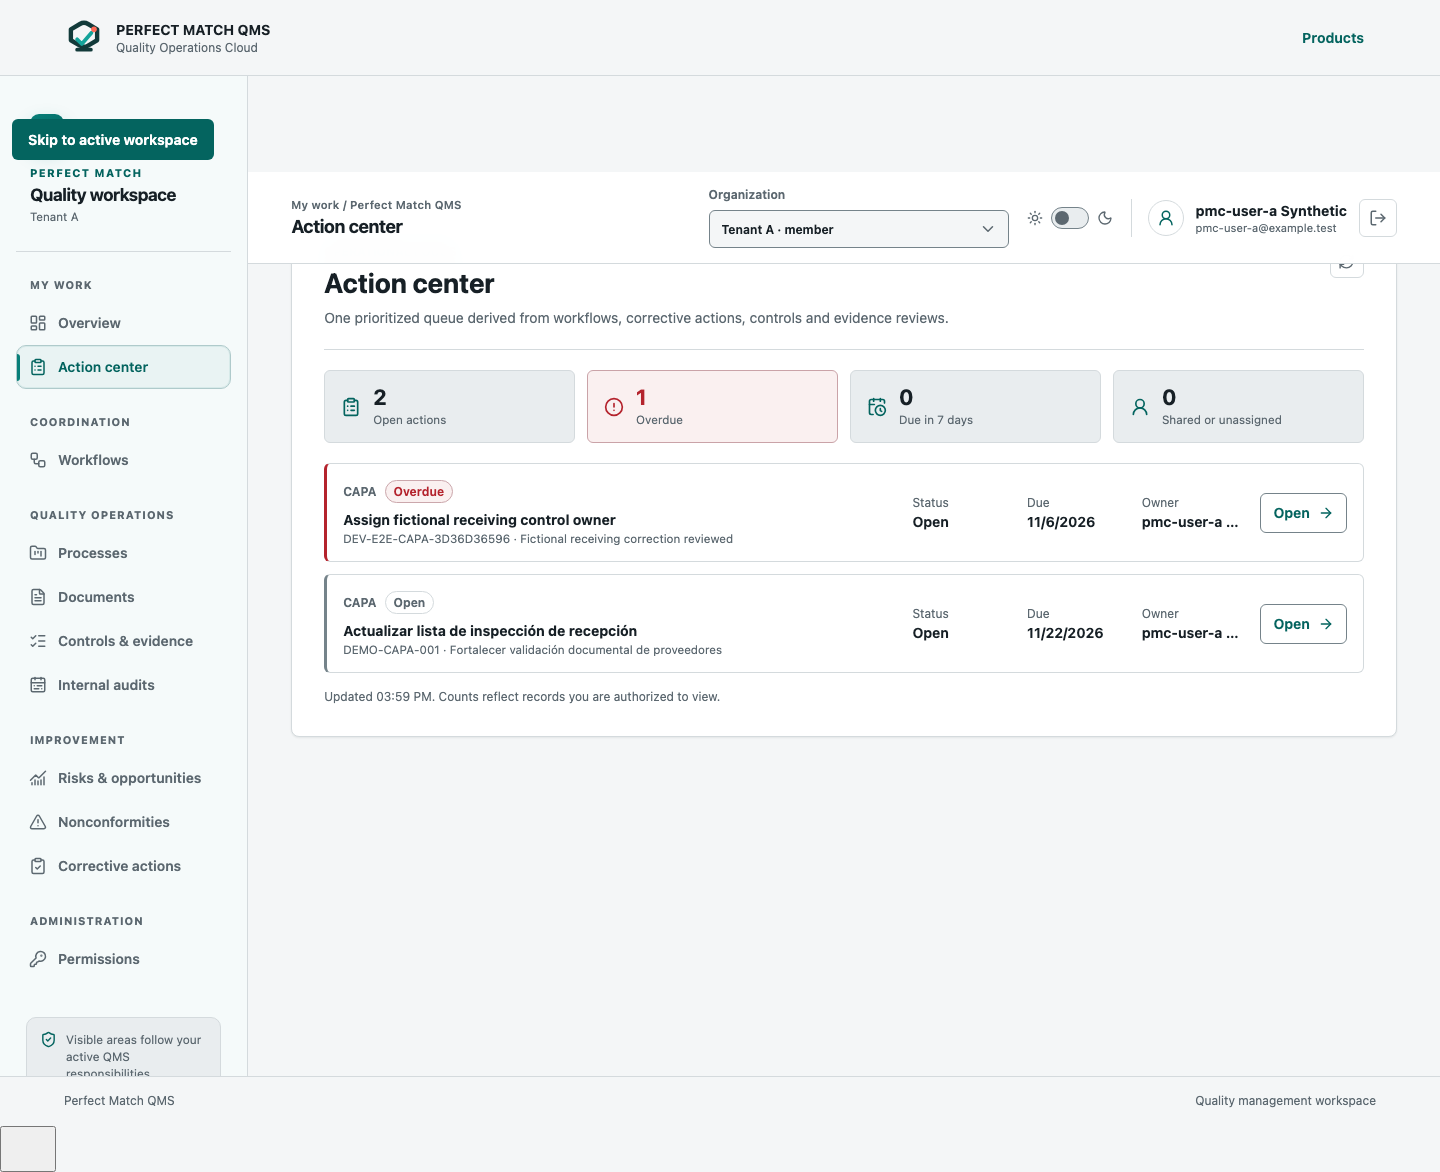 PERFECT MATCH QMS
Quality Operations Cloud
Products
Skip to active workspace
PERFECT MATCH
Quality workspace
Tenant A
MY WORK
Overview
Action center
COORDINATION
Workflows
QUALITY OPERATIONS
Processes
Documents
Controls & evidence
Internal audits
IMPROVEMENT
Risks & opportunities
Nonconformities
Corrective actions
ADMINISTRATION
Permissions
Visible areas follow your
active QMS
responsibilities
My work / Perfect Match QMS
Action center
Organization
Tenant A · member
pmc-user-a Synthetic
pmc-user-a@example.test
Action center
One prioritized queue derived from workflows, corrective actions, controls and evidence reviews.
2
Open actions
1
Overdue
0
Due in 7 days
0
Shared or unassigned
CAPA Overdue
Assign fictional receiving control owner
DEV-E2E-CAPA-3D36D36596 · Fictional receiving correction reviewed
Status
Open
Due
11/6/2026
Owner
pmc-user-a ...
Open
CAPA Open
Actualizar lista de inspección de recepción
DEMO-CAPA-001 · Fortalecer validación documental de proveedores
Status
Open
Due
11/22/2026
Owner
pmc-user-a ...
Open
Updated 03:59 PM. Counts reflect records you are authorized to view.
Perfect Match QMS
Quality management workspace